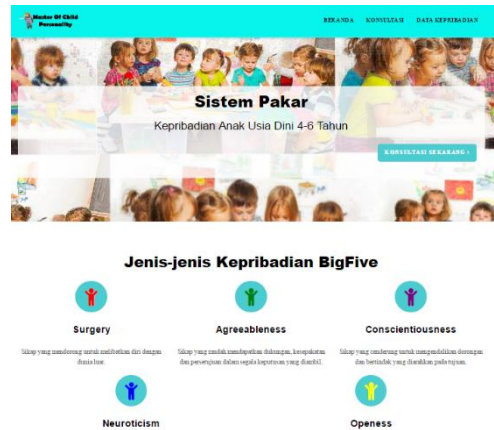 Master Of Child
Personality
BERANDA KONSULTASI DATA KEPRIBADIAN
Sistem Pakar
Kepribadian Anak Usia Dini 4-6 Tahun
KONSULTASI SEKARANG ›
Jenis-jenis Kepribadian BigFive
Surgery
Agreeableness
Conscientiousness
Sikap yang mendorong untuk melibatkan diri dengan
dunia luar.
Sikap yang mudah mendapatkan dukungan, kesepakatan
dan persetujuan dalam segala keputusan yang diambil.
Sikap yang cenderung untuk mengendalikan dorongan
dan bertindak yang diarahkan pada tujuan.
Neuroticism
Openess